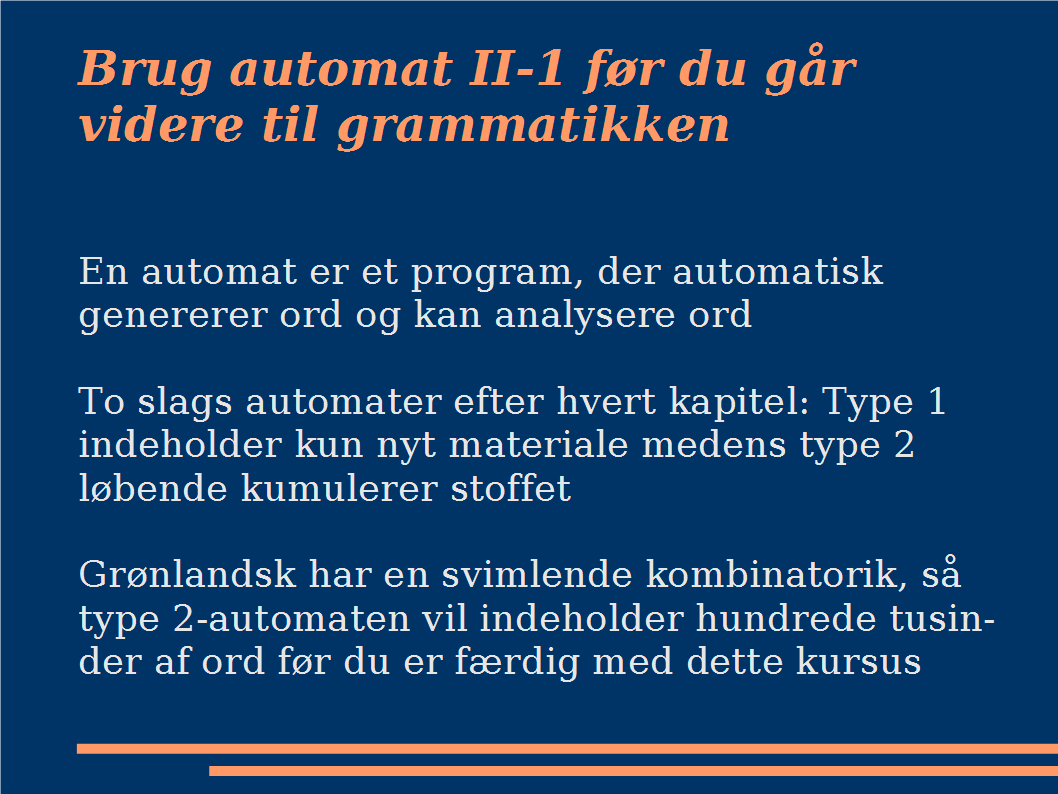 Brug automat II-1 før du går
videre til grammatikken
En automat er et program, der automatisk
genererer ord og kan analysere ord
To slags automater efter hvert kapitel: Type 1
indeholder kun nyt materiale medens type 2
løbende kumulerer stoffet
Grønlandsk har en svimlende kombinatorik, så
type 2-automaten vil indeholder hundrede tusin-
der af ord før du er færdig med dette kursus